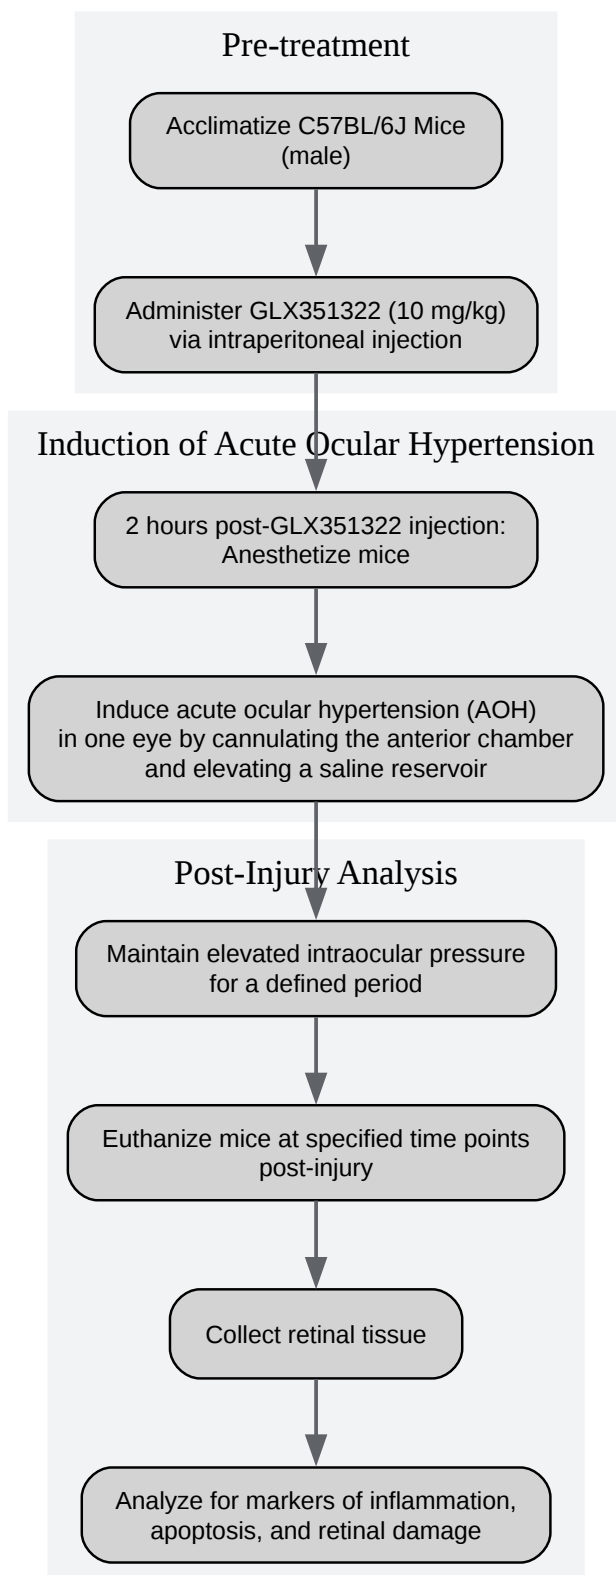 Pre-treatment
Acclimatize C57BL/6J Mice
(male)
Administer GLX351322 (10 mg/kg)
via intraperitoneal injection
Induction of Acute Ocular Hypertension
2 hours post-GLX351322 injection:
Anesthetize mice
Induce acute ocular hypertension (AOH)
in one eye by cannulating the anterior chamber
and elevating a saline reservoir
Post-Injury Analysis
Maintain elevated intraocular pressure
for a defined period
Euthanize mice at specified time points
post-injury
Collect retinal tissue
Analyze for markers of inflammation,
apoptosis, and retinal damage